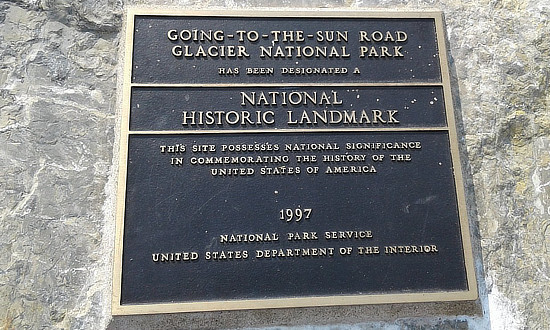 GOING-TO-THE-SUN ROAD
GLACIER NATIONAL PARK
HAS BEEN DESIGNATED A
NATIONAL
HISTORIC LANDMARK
THIS SITE POSSESSES NATIONAL SIGNIFICANCE
IN COMMEMORATING THE HISTORY OF THE
UNITED STATES OF AMERICA
1997
NATIONAL PARK SERVICE
UNITED STATES DEPARTMENT OF THE INTERIOR